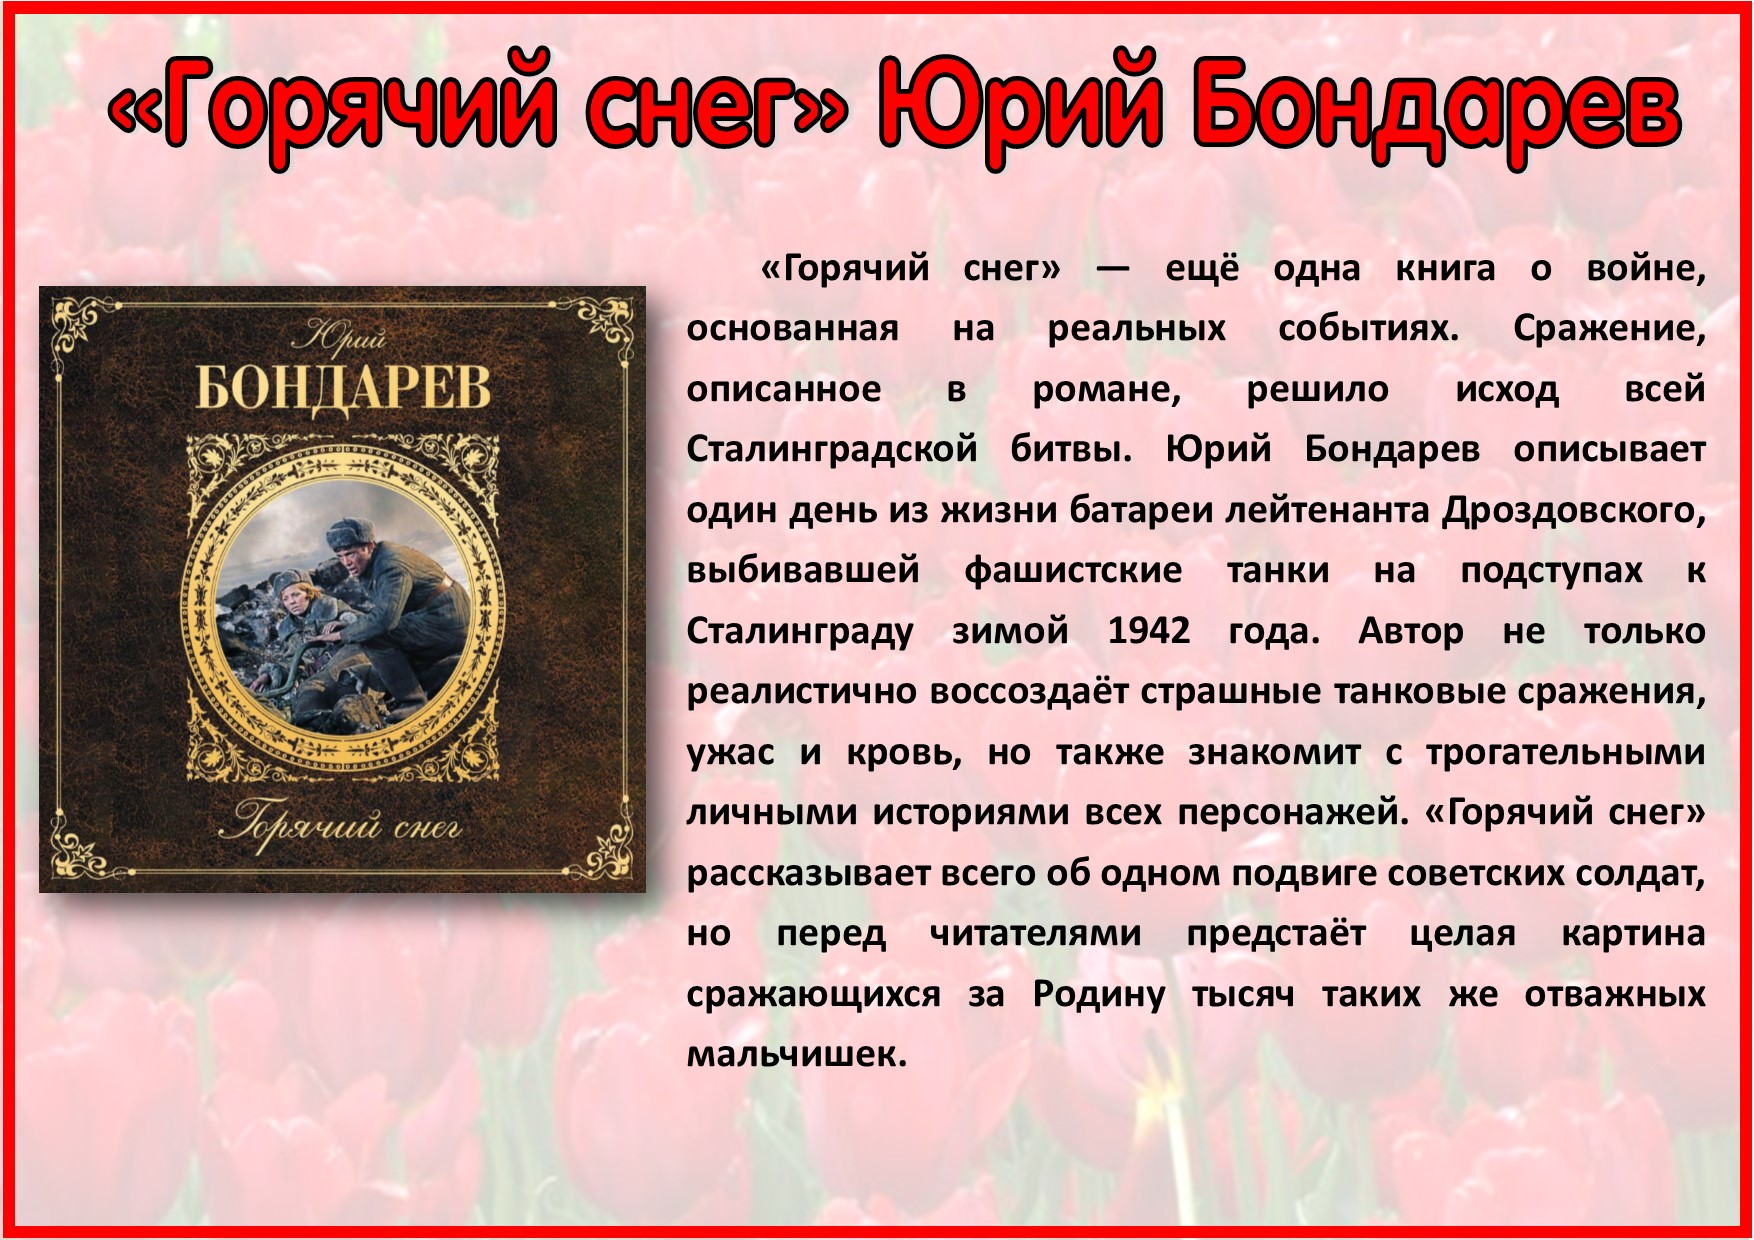 «Горячий снег» Юрий Бондарев
Юрий
БОНДАРЕВ
Горячий снег
«Горячий снег» — ещё одна книга о войне,
основанная на реальных событиях. Сражение,
описанное в романе, решило исход всей
Сталинградской битвы. Юрий Бондарев описывает
один день из жизни батареи лейтенанта Дроздовского,
выбивавшей фашистские танки на подступах к
Сталинграду зимой 1942 года. Автор не только
реалистично воссоздаёт страшные танковые сражения,
ужас и кровь, но также знакомит с трогательными
личными историями всех персонажей. «Горячий снег»
рассказывает всего об одном подвиге советских солдат,
но перед читателями предстаёт целая картина
сражающихся за Родину тысяч таких же отважных
мальчишек.